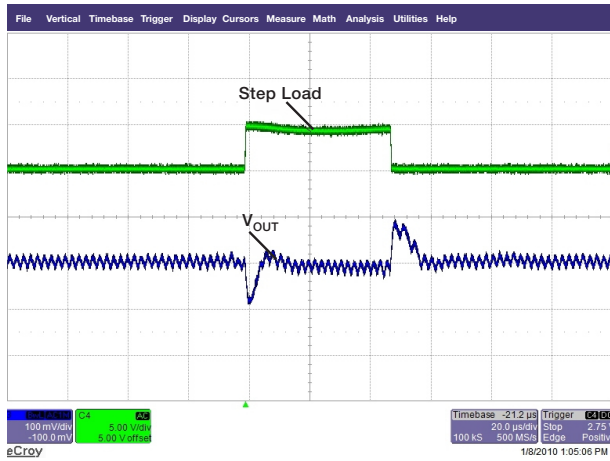 File Vertical Timebase Trigger Display Cursors Measure Math Analysis Utilities Help
Step Load
VOUT
C4 AC
100 mV/div
-100.0 mV
5.00 V/div
5.00 V offset
Timebase -21.2 µs
20.0 µs/div
100 kS 500 MS/s
Trigger C4 DC
Stop 2.75
Edge Positiv
eCroy
1/8/2010 1:05:06 PM